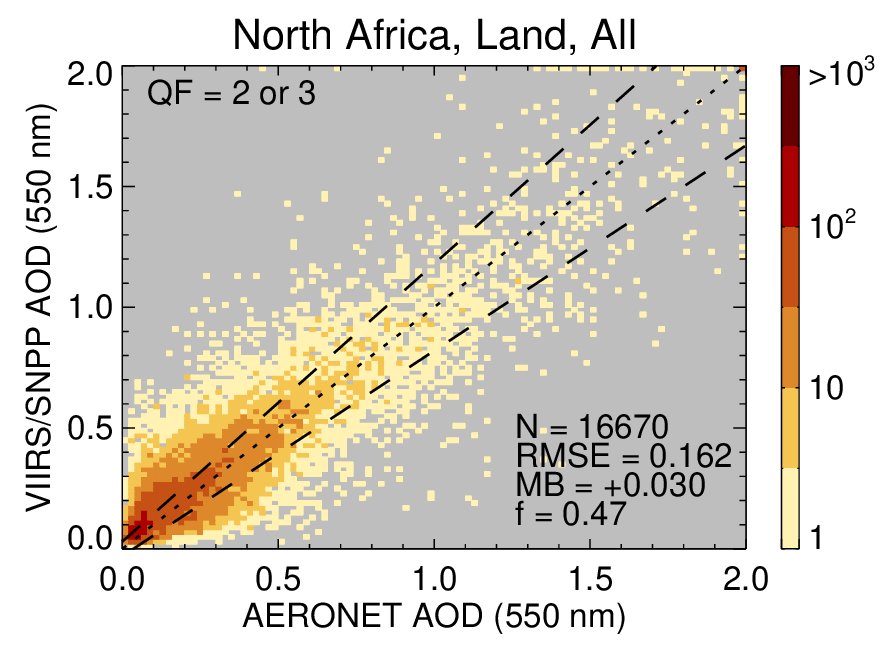 North Africa, Land, All
QF = 2 or 3
2.0
1.5
1.0
0.5
0.0
VIIRS/SNPP AOD (550 nm)
N = 16670
RMSE = 0.162
MB = +0.030
f = 0.47
0.0 0.5 1.0 1.5 2.0
AERONET AOD (550 nm)
>10³
10²
10
1